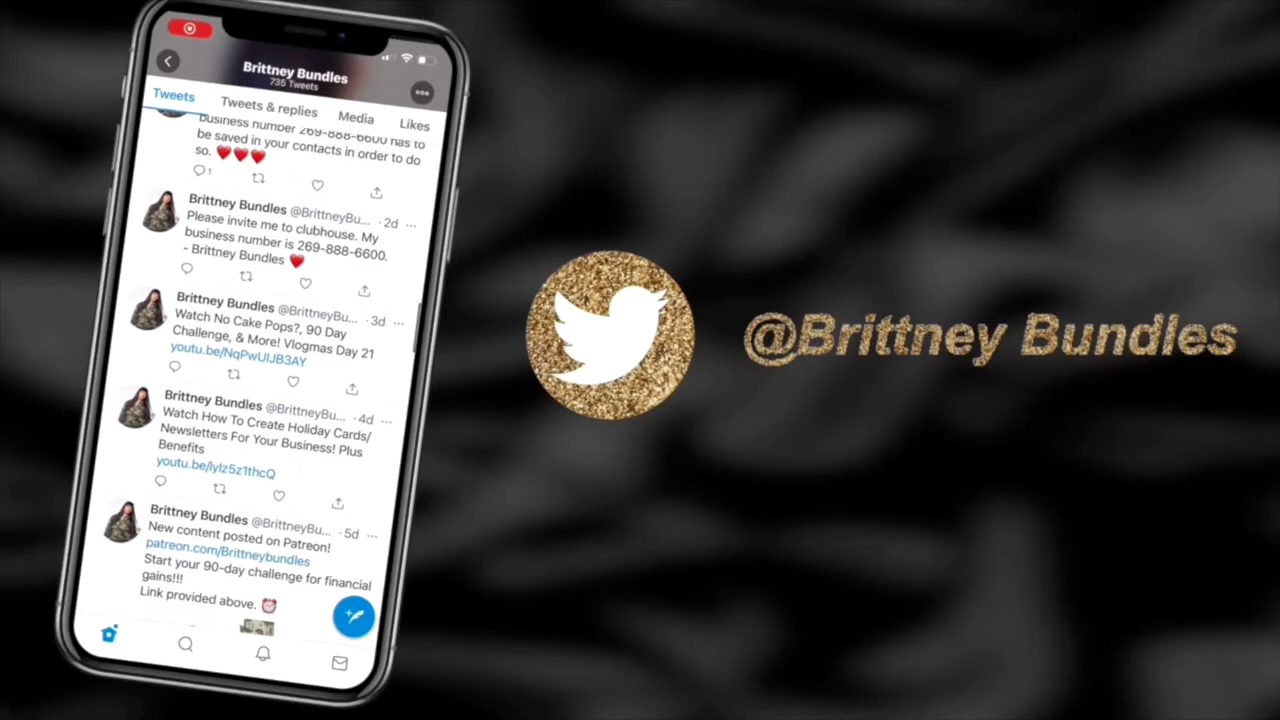 Brittney Bundles
735 Tweets
Tweets
Tweets & replies
Media
Likes
business number 269-888-6600 has to
be saved in your contacts in order to do
so. ❤️❤️❤️
1
Brittney Bundles @BrittneyBu... · 2d ...
Please invite me to clubhouse. My
business number is 269-888-6600.
- Brittney Bundles ❤️
Brittney Bundles @BrittneyBu... · 3d ...
Watch No Cake Pops?, 90 Day
Challenge, & More! Vlogmas Day 21
youtu.be/NqPwUIJB3AY
Brittney Bundles @BrittneyBu... · 4d ...
Watch How To Create Holiday Cards/
Newsletters For Your Business! Plus
Benefits
youtu.be/lylz5z1thcQ
Brittney Bundles @BrittneyBu... · 5d ...
New content posted on Patreon!
patreon.com/Brittneybundles
Start your 90-day challenge for financial
gains!!!
Link provided above. ⏰
@Brittney Bundles